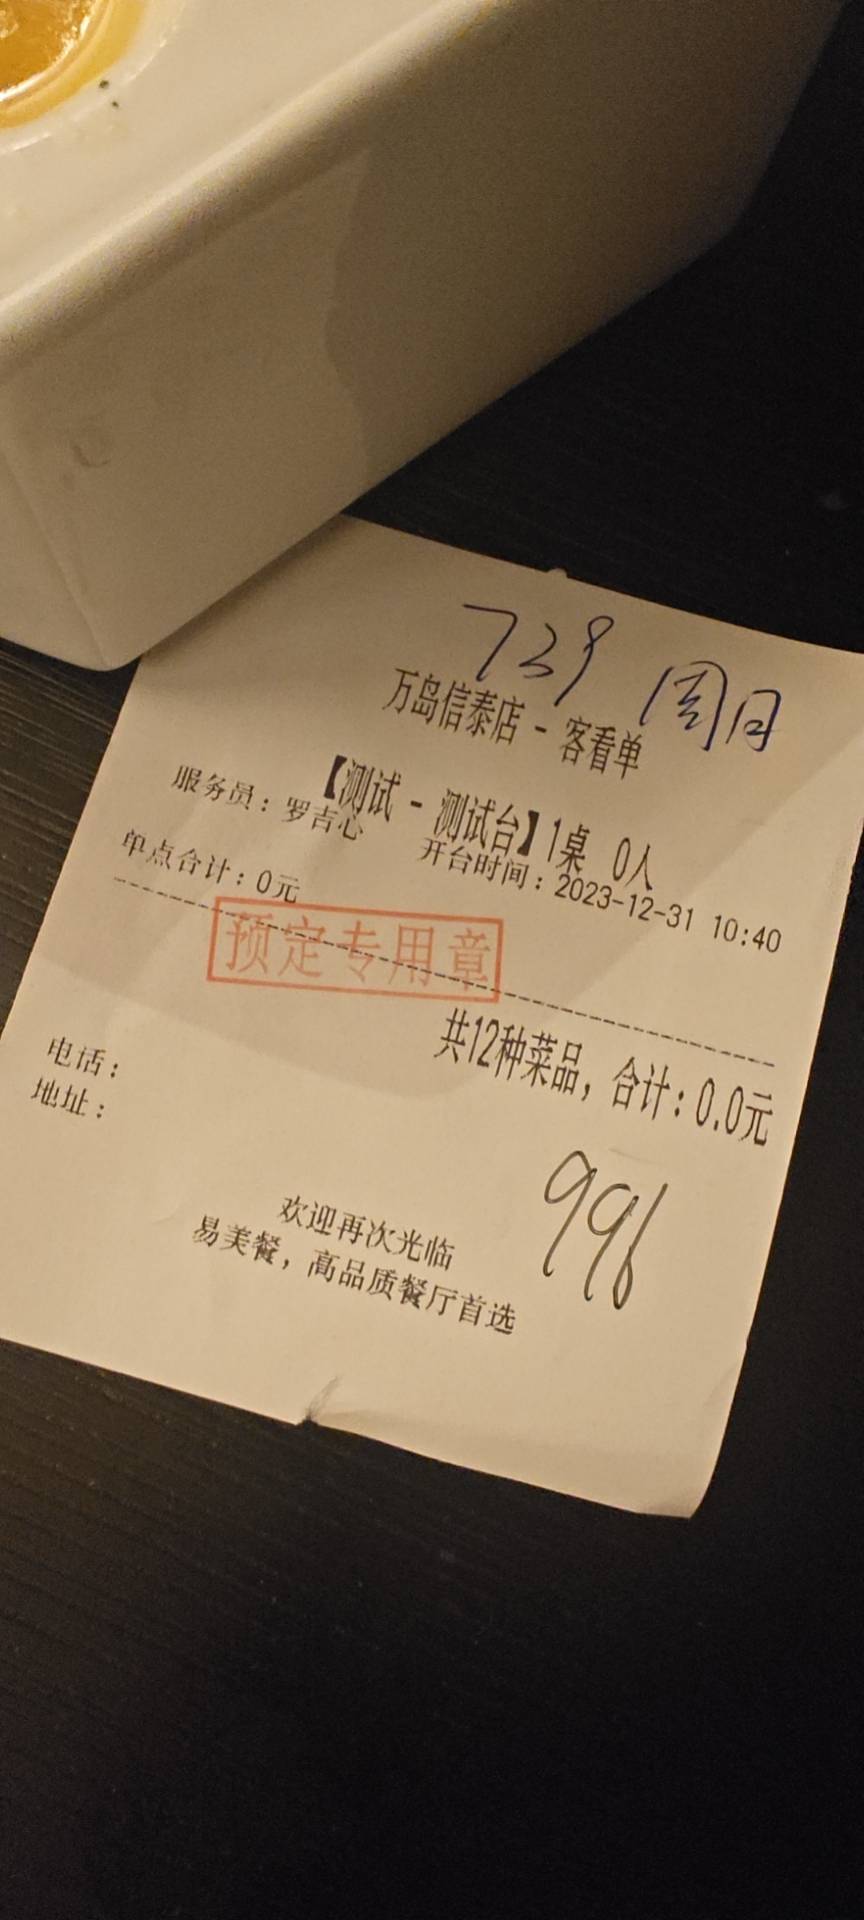 739 周月
万岛信泰店 - 客看单
【测试 - 测试台】1桌 0人
服务员：罗吉心 开台时间：2023-12-31 10:40
单点合计：0元
预定专用章
共12种菜品，合计：0.0元
电话：
地址：
996
欢迎再次光临
易美餐，高品质餐厅首选